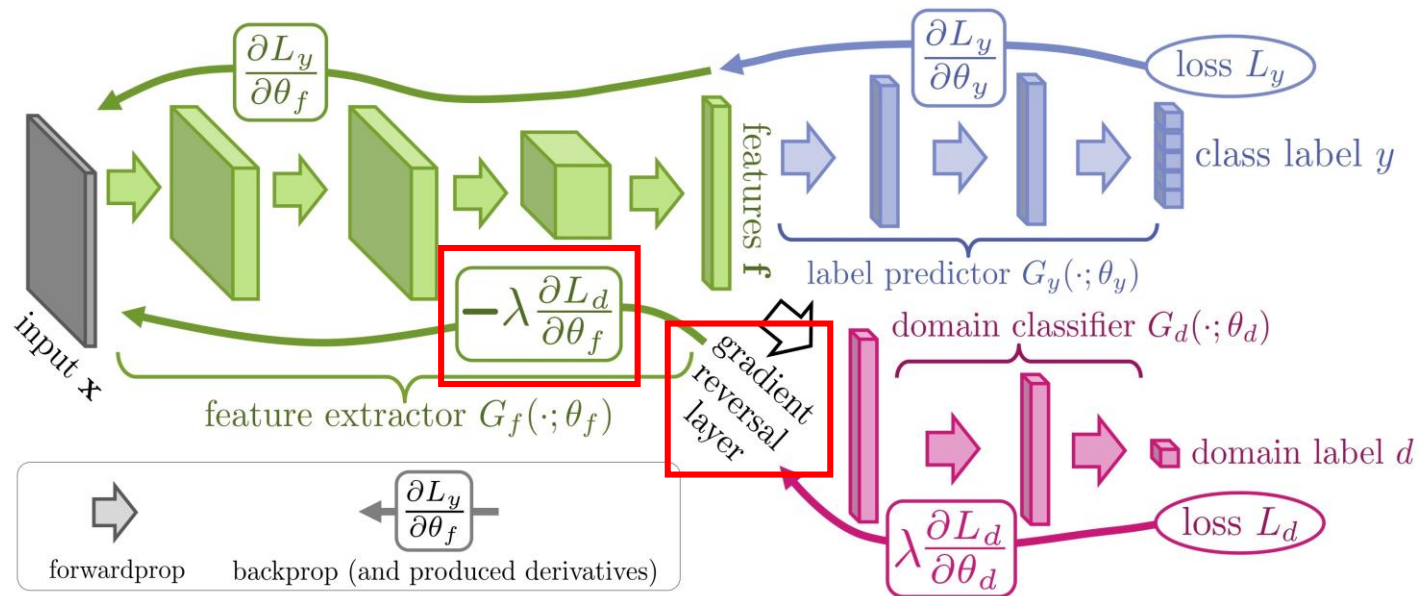 ∂L_y/∂θ_f
∂L_y/∂θ_y
loss L_y
features f
class label y
label predictor G_y(·; θ_y)
input x
−λ ∂L_d/∂θ_f
feature extractor G_f(·; θ_f)
gradient
reversal
layer
domain classifier G_d(·; θ_d)
domain label d
λ ∂L_d/∂θ_d
loss L_d
∂L_y/∂θ_f
forwardprop
backprop (and produced derivatives)